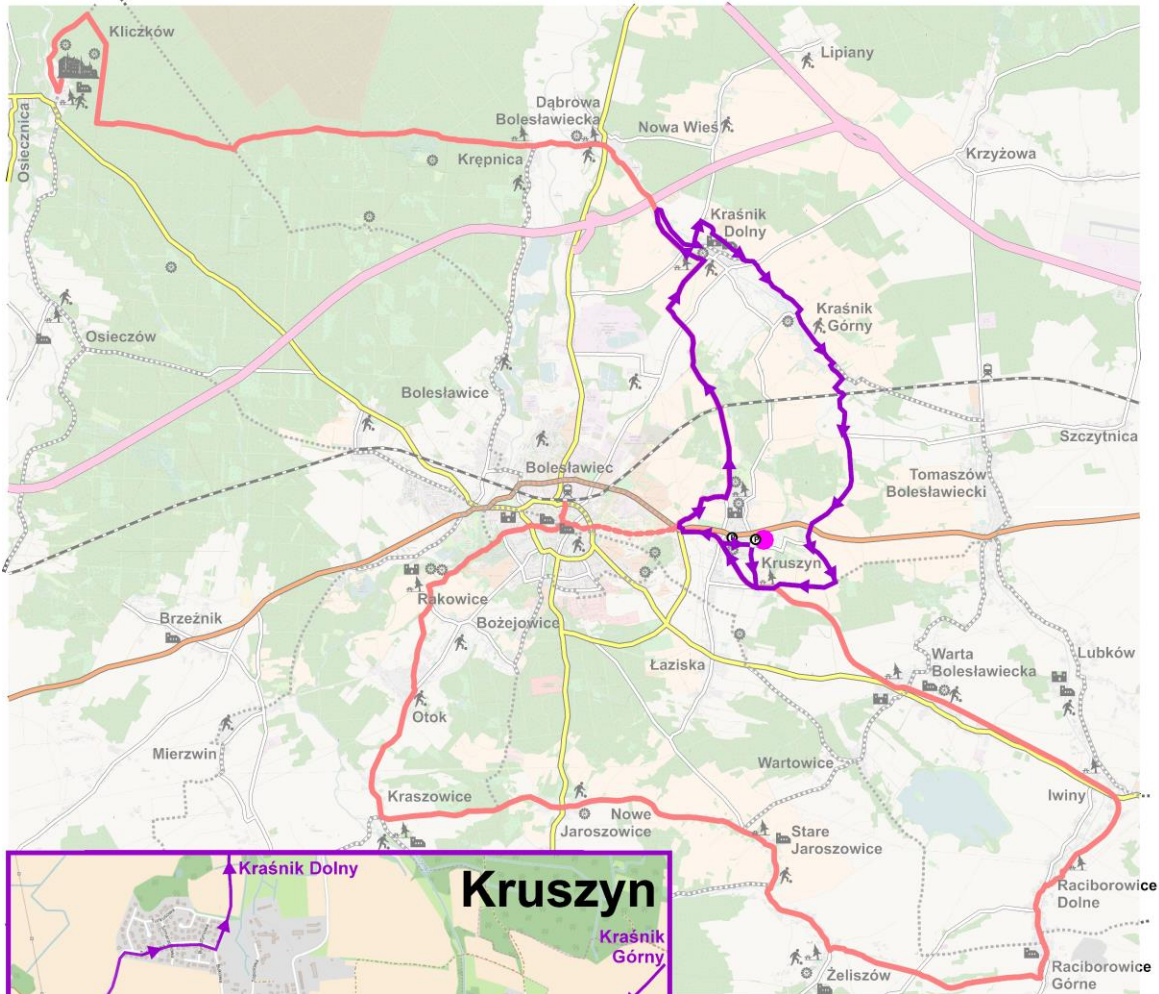 Kliczków
Lipiany
Dąbrowa
Bolesławiecka
Nowa Wieś
Osiecznica
Krępnica
Krzyżowa
Kraśnik
Dolny
Kraśnik
Górny
Osieczów
Bolesławice
Szczytnica
Bolesławiec
Tomaszów
Bolesławiecki
Kruszyn
Rakowice
Brzeźnik
Bożejowice
Łaziska
Warta
Bolesławiecka
Lubków
Otok
Mierzwin
Wartowice
Kraszowice
Iwiny
Nowe
Jaroszowice
Stare
Jaroszowice
Kraśnik Dolny
Kruszyn
Raciborowice
Dolne
Kraśnik
Górny
Żeliszów
Raciborowice
Górne